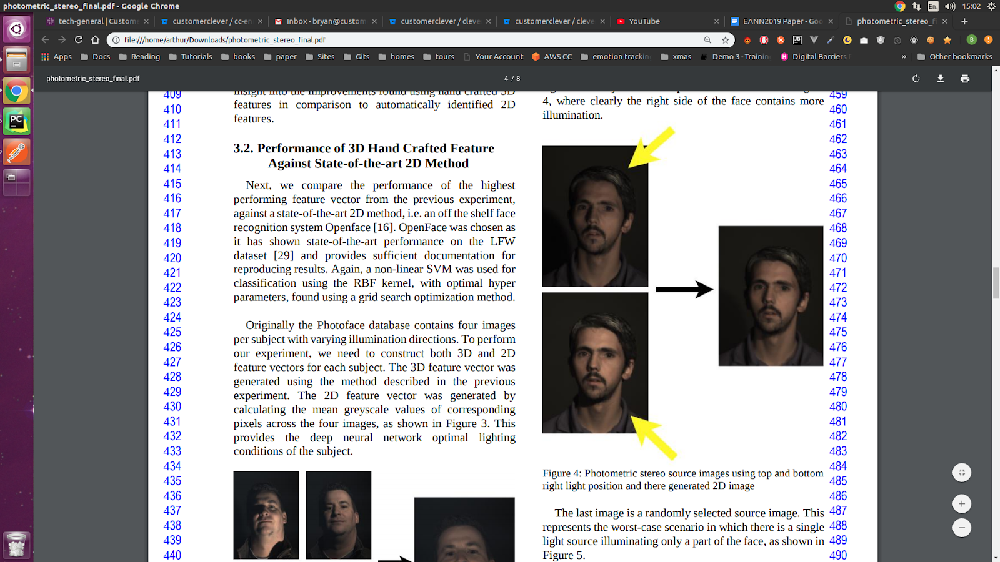 photometric_stereo_final.pdf - Google Chrome
En
15:02
tech-general | Custome
customerclever / cc-en
Inbox - bryan@custom
customerclever / cleve
customerclever / cleve
YouTube
EANN2019 Paper - Goo
photometric_stereo_f
file:///home/arthur/Downloads/photometric_stereo_final.pdf
B
Apps
Docs
Reading
Tutorials
books
paper
Sites
Gits
homes
tours
Your Account
AWS CC
emotion trackin
xmas
Demo 3 - Trainin
Digital Barriers
»
Other bookmarks
photometric_stereo_final.pdf
4 / 8
PC
409
410
411
412
413
414
415
416
417
418
419
420
421
422
423
424
425
426
427
428
429
430
431
432
433
434
435
436
437
438
439
440
insight into the improvements found using hand crafted 3D
features in comparison to automatically identified 2D
features.
3.2. Performance of 3D Hand Crafted Feature
Against State-of-the-art 2D Method
Next, we compare the performance of the highest
performing feature vector from the previous experiment,
against a state-of-the-art 2D method, i.e. an off the shelf face
recognition system Openface [16]. OpenFace was chosen as
it has shown state-of-the-art performance on the LFW
dataset [29] and provides sufficient documentation for
reproducing results. Again, a non-linear SVM was used for
classification using the RBF kernel, with optimal hyper
parameters, found using a grid search optimization method.
Originally the Photoface database contains four images
per subject with varying illumination directions. To perform
our experiment, we need to construct both 3D and 2D
feature vectors for each subject. The 3D feature vector was
generated using the method described in the previous
experiment. The 2D feature vector was generated by
calculating the mean greyscale values of corresponding
pixels across the four images, as shown in Figure 3. This
provides the deep neural network optimal lighting
conditions of the subject.
4, where clearly the right side of the face contains more
illumination.
Figure 4: Photometric stereo source images using top and bottom
right light position and there generated 2D image
The last image is a randomly selected source image. This
represents the worst-case scenario in which there is a single
light source illuminating only a part of the face, as shown in
Figure 5.
459
460
461
462
463
464
465
466
467
468
469
470
471
472
473
474
475
476
477
478
479
480
481
482
483
484
485
486
487
488
489
490